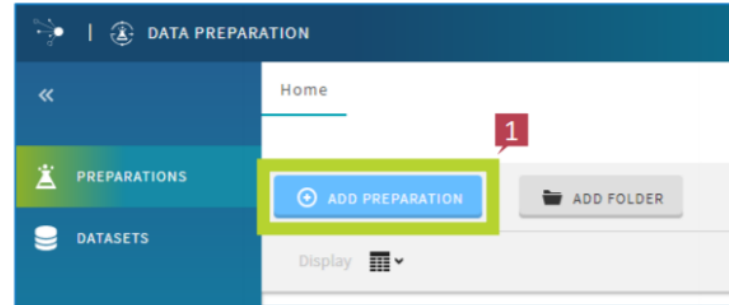 DATA PREPARATION
Home
1
PREPARATIONS
ADD PREPARATION
ADD FOLDER
DATASETS
Display